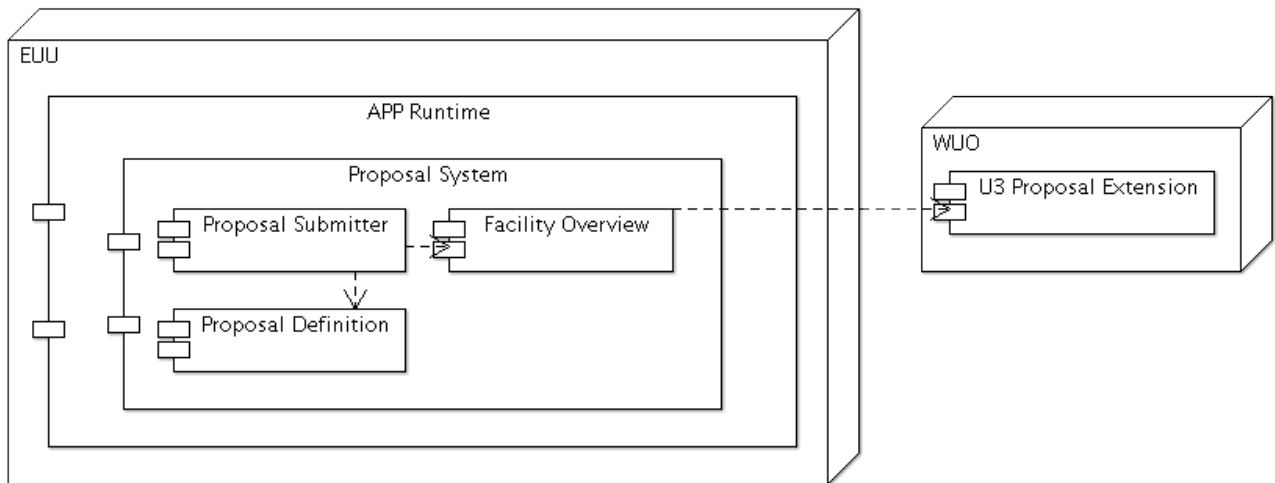 EUU
APP Runtime
WUO
Proposal System
U3 Proposal Extension
Proposal Submitter
Facility Overview
Proposal Definition